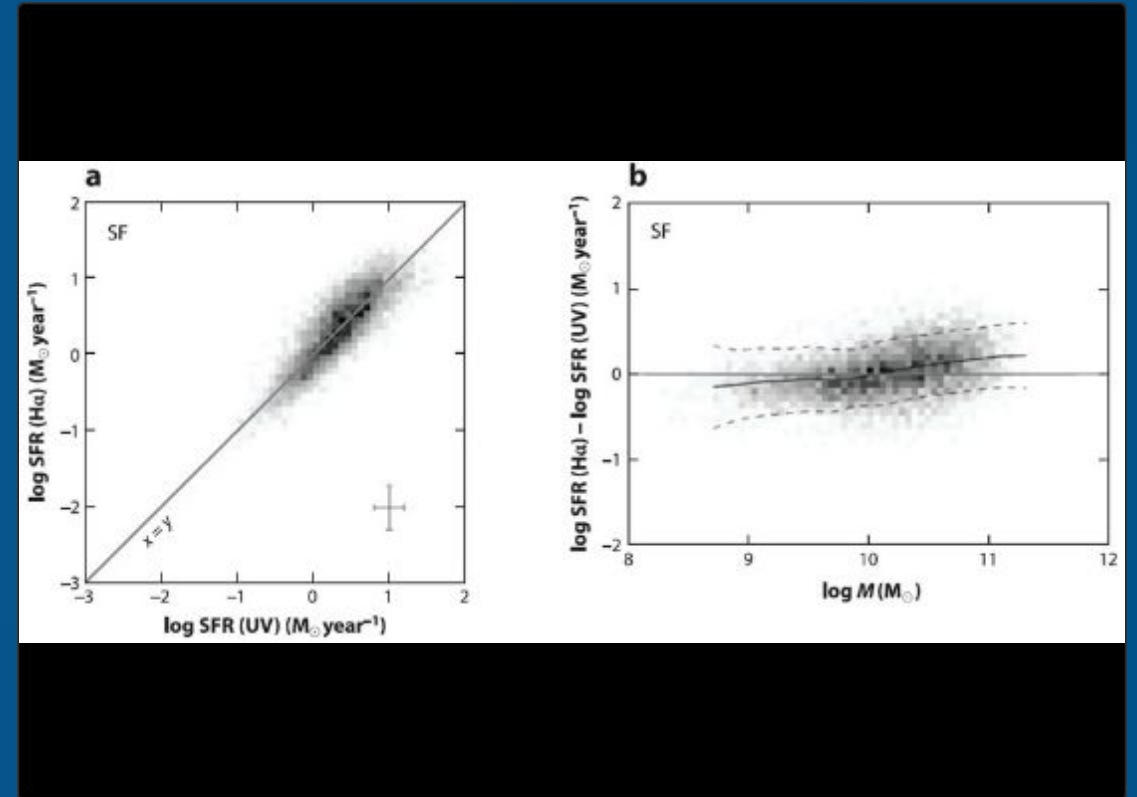 a
SF
2
1
0
−1
−2
−3
−3 −2 −1 0 1 2
x = y
log SFR (Hα) (M☉ year⁻¹)
log SFR (UV) (M☉ year⁻¹)
b
SF
2
1
0
−1
−2
8 9 10 11 12
log SFR (Hα) – log SFR (UV) (M☉ year⁻¹)
log M (M☉)